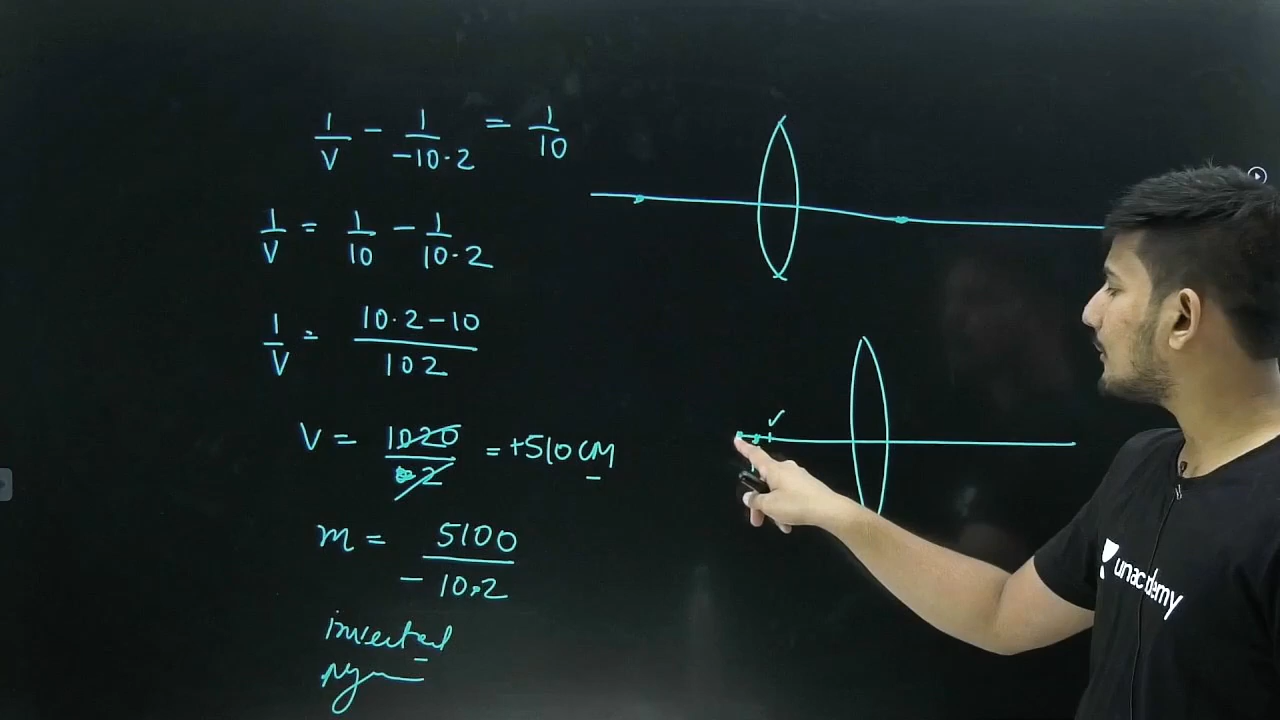 1/V - 1/-10.2 = 1/10
1/V = 1/10 - 1/10.2
1/V = 10.2-10/102
V = 1020/2 = +510 CM
m = 5100/-10.2
inverted
unacademy